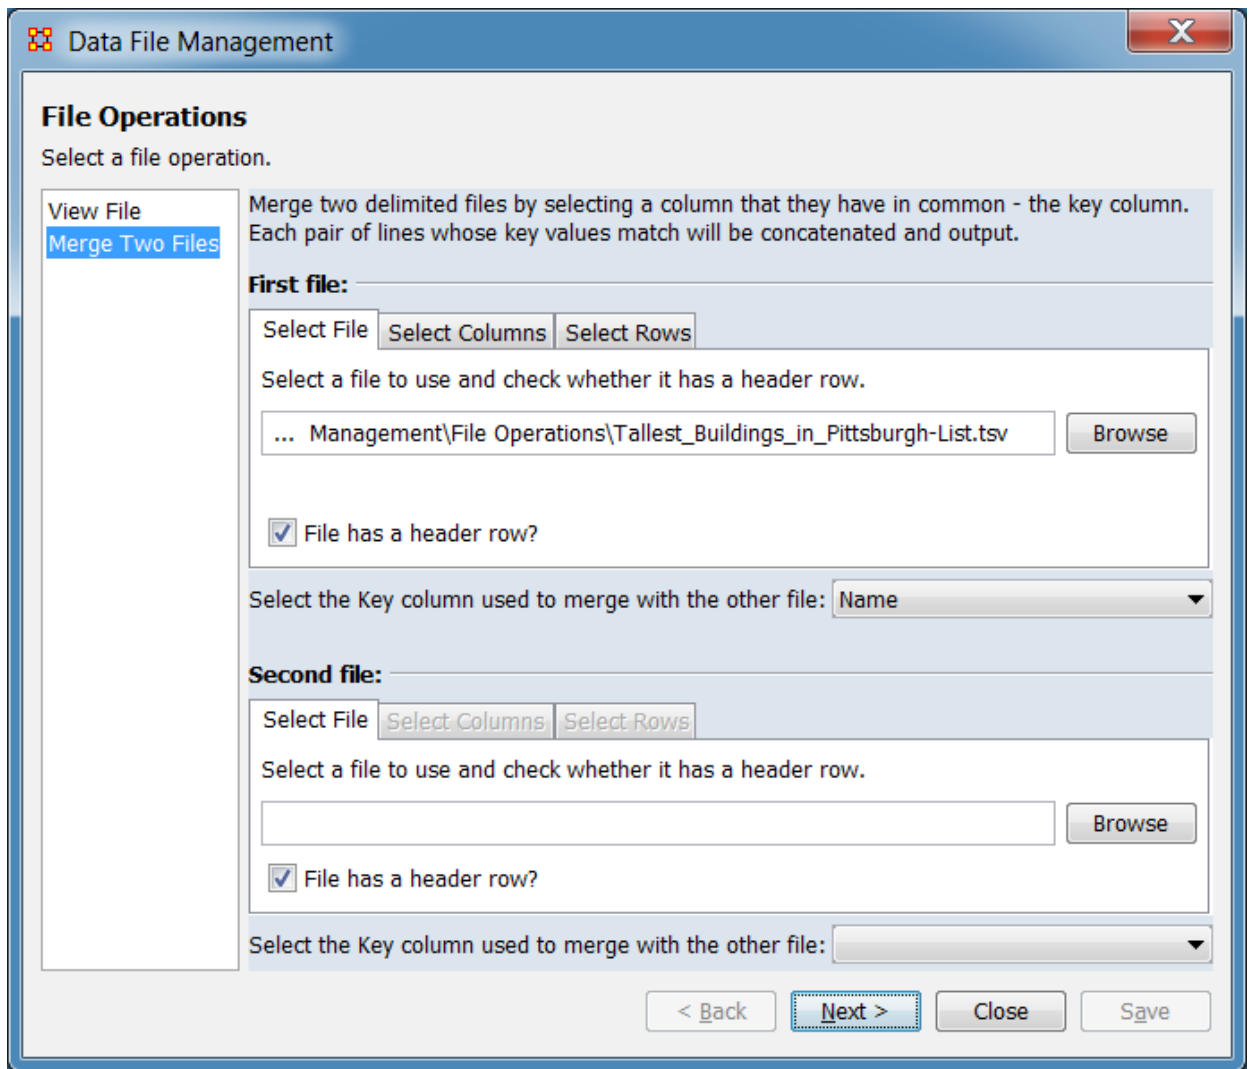 Data File Management
X
File Operations
Select a file operation.
View File
Merge Two Files
Merge two delimited files by selecting a column that they have in common - the key column.
Each pair of lines whose key values match will be concatenated and output.
First file:
Select File Select Columns Select Rows
Select a file to use and check whether it has a header row.
... Management\File Operations\Tallest_Buildings_in_Pittsburgh-List.tsv Browse
File has a header row?
Select the Key column used to merge with the other file: Name
Second file:
Select File Select Columns Select Rows
Select a file to use and check whether it has a header row.
Browse
File has a header row?
Select the Key column used to merge with the other file:
< Back Next > Close Save